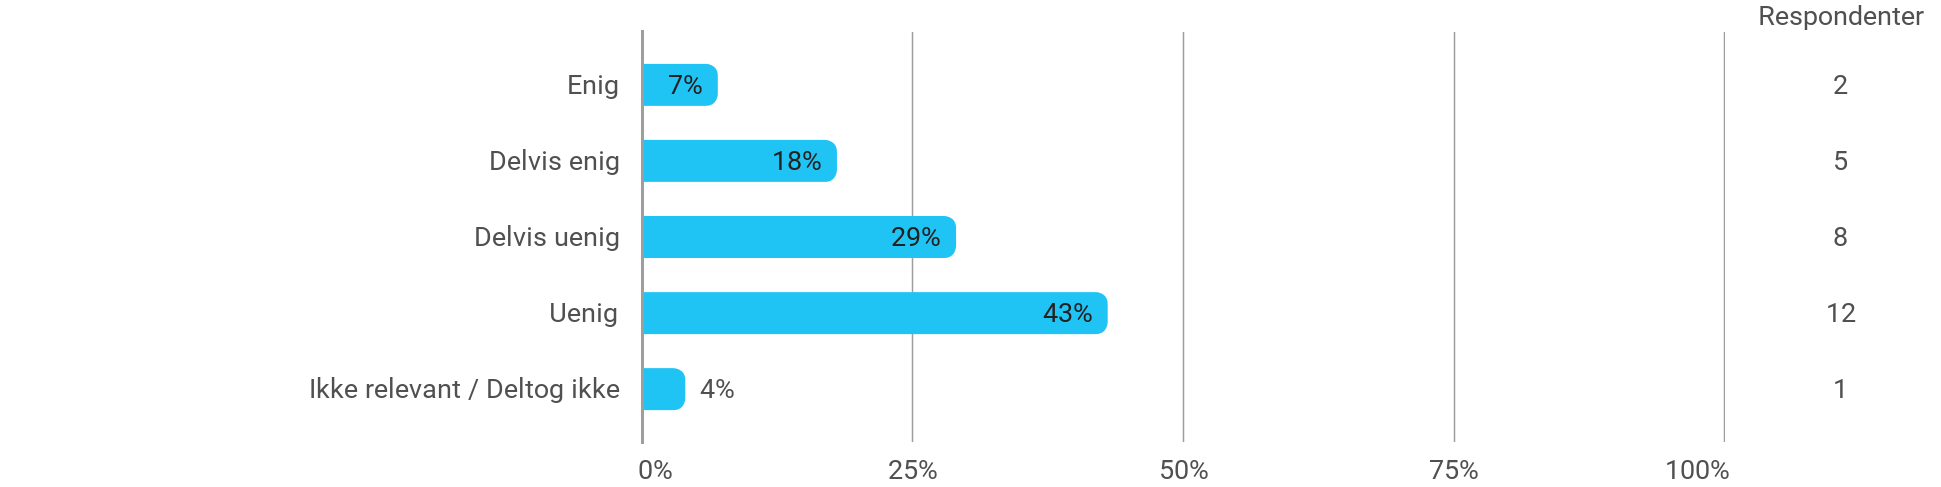 Respondenter
Enig 7% 2
Delvis enig 18% 5
Delvis uenig 29% 8
Uenig 43% 12
Ikke relevant / Deltog ikke 4% 1
0% 25% 50% 75% 100%